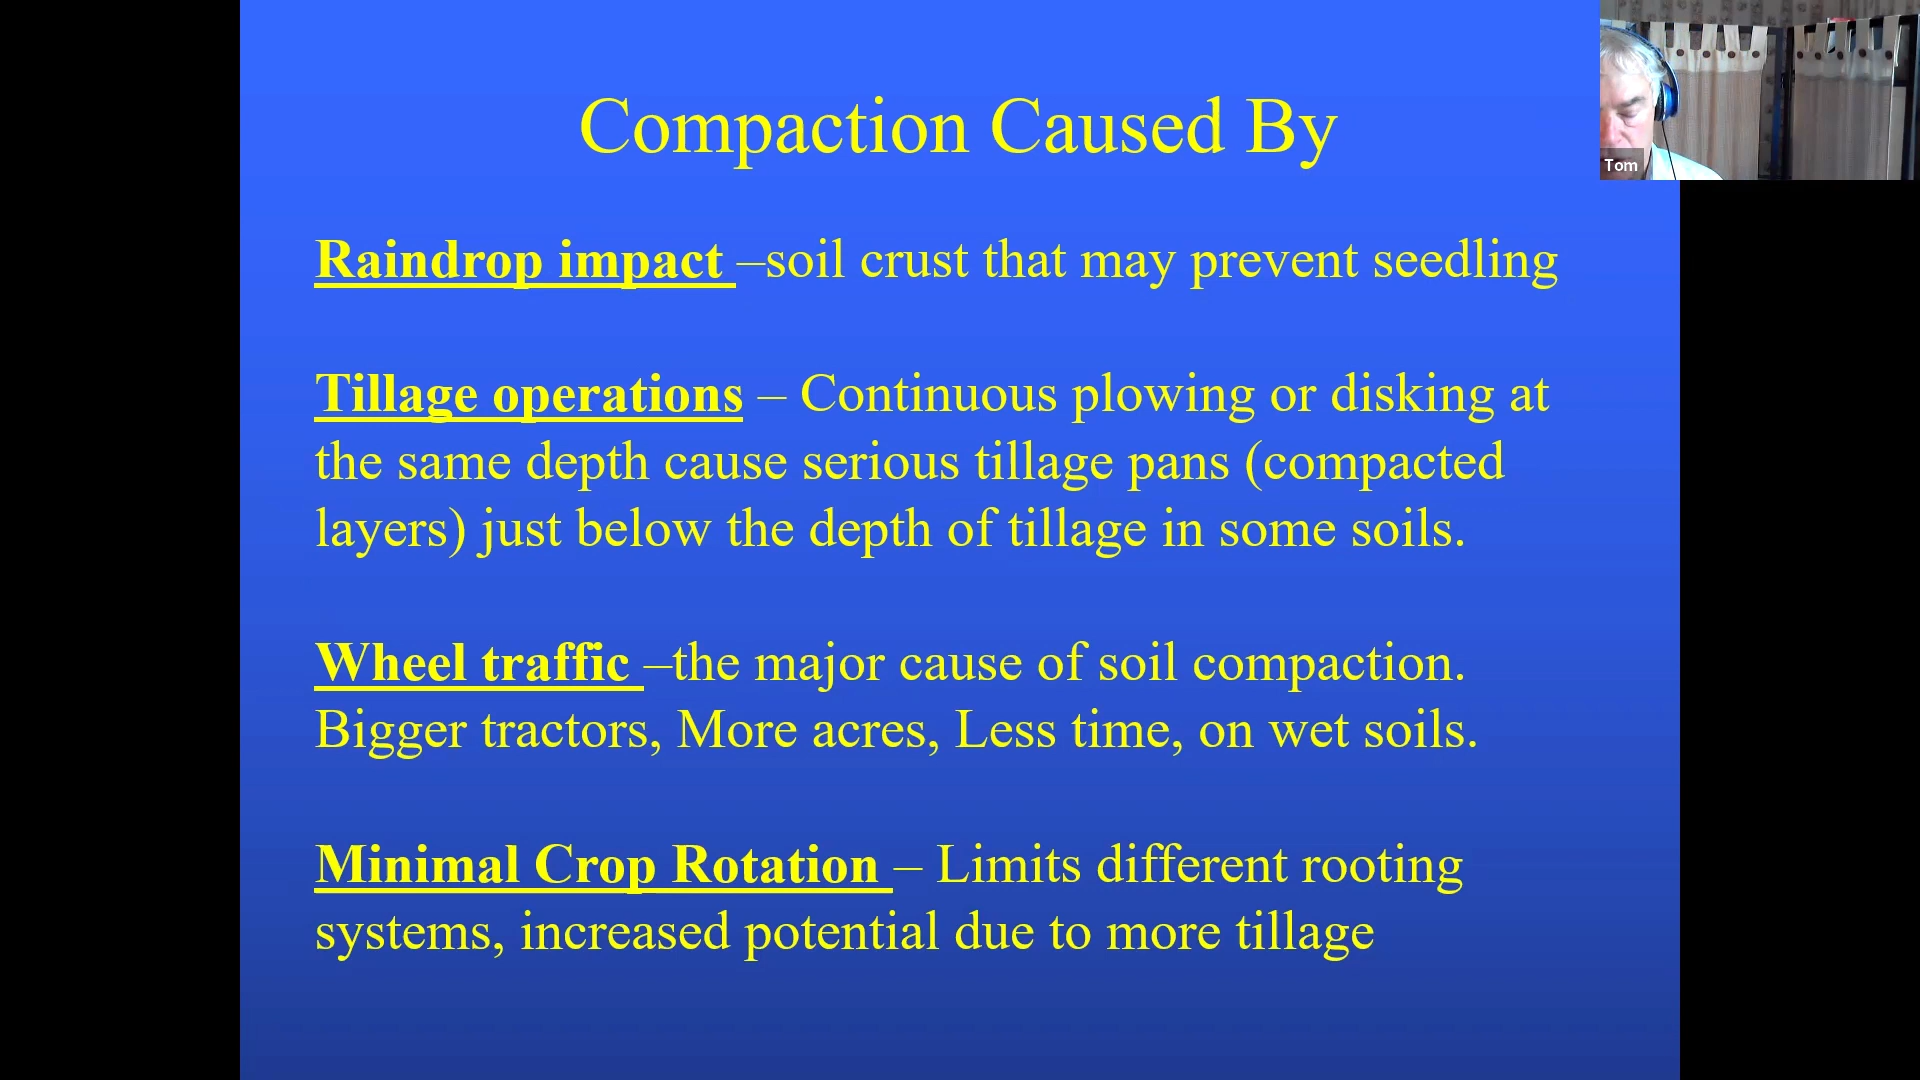 Compaction Caused By
Tom
Raindrop impact –soil crust that may prevent seedling
Tillage operations – Continuous plowing or disking at
the same depth cause serious tillage pans (compacted
layers) just below the depth of tillage in some soils.
Wheel traffic –the major cause of soil compaction.
Bigger tractors, More acres, Less time, on wet soils.
Minimal Crop Rotation – Limits different rooting
systems, increased potential due to more tillage